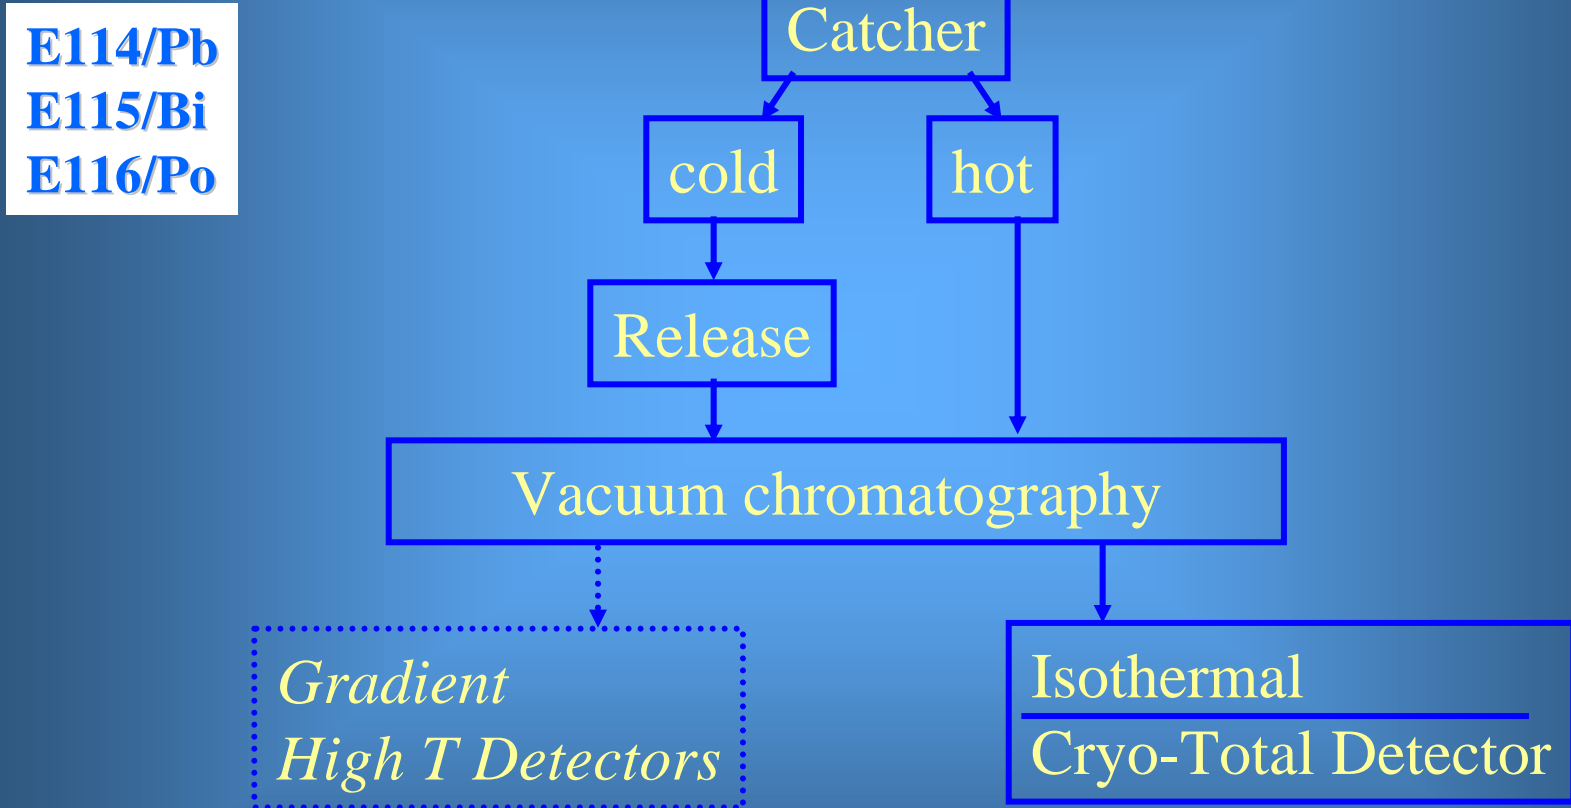 E114/Pb
E115/Bi
E116/Po
Catcher
cold
hot
Release
Vacuum chromatography
Gradient
High T Detectors
Isothermal
Cryo-Total Detector